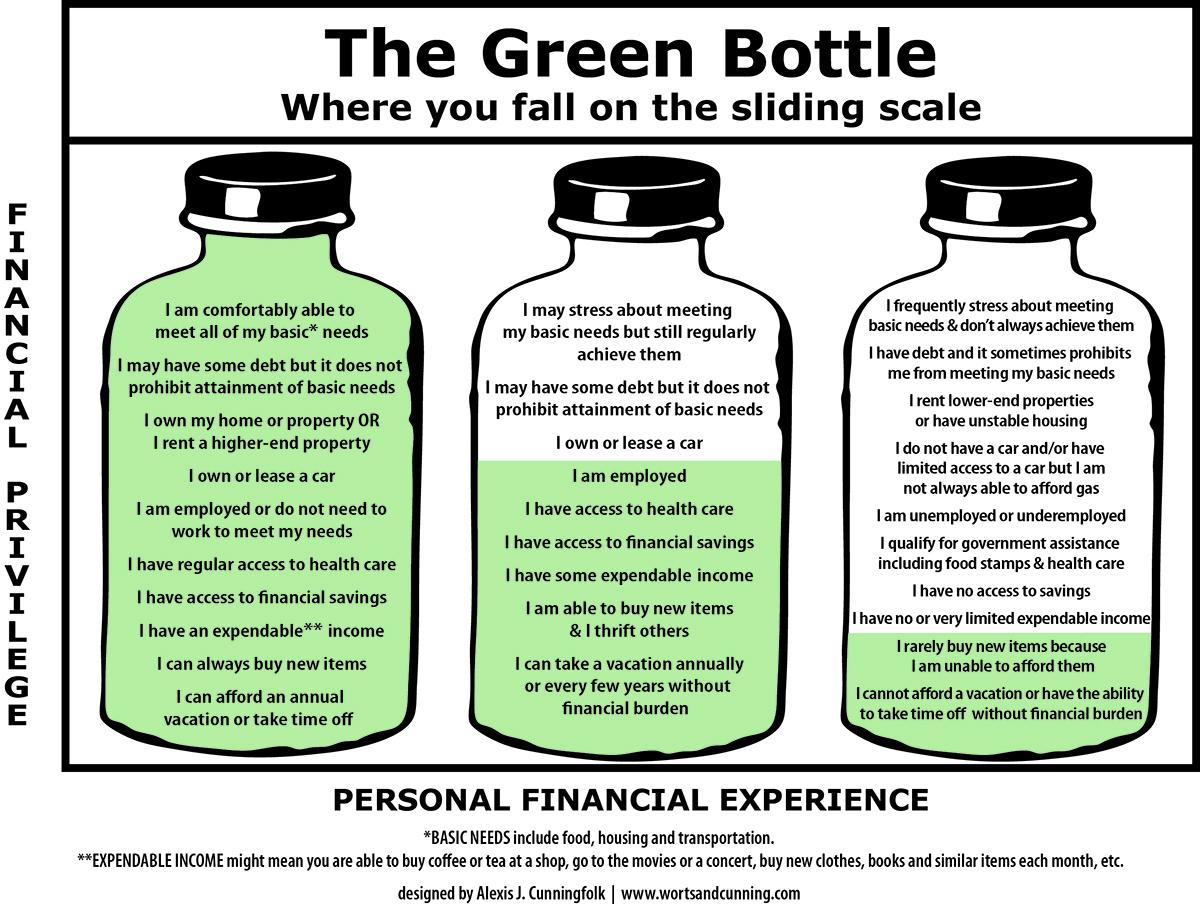 The Green Bottle
Where you fall on the sliding scale
FINANCIAL PRIVILEGE
I am comfortably able to
meet all of my basic* needs
I may have some debt but it does not
prohibit attainment of basic needs
I own my home or property OR
I rent a higher-end property
I own or lease a car
I am employed or do not need to
work to meet my needs
I have regular access to health care
I have access to financial savings
I have an expendable** income
I can always buy new items
I can afford an annual
vacation or take time off
I may stress about meeting
my basic needs but still regularly
achieve them
I may have some debt but it does not
prohibit attainment of basic needs
I own or lease a car
I am employed
I have access to health care
I have access to financial savings
I have some expendable income
I am able to buy new items
& I thrift others
I can take a vacation annually
or every few years without
financial burden
I frequently stress about meeting
basic needs & don't always achieve them
I have debt and it sometimes prohibits
me from meeting my basic needs
I rent lower-end properties
or have unstable housing
I do not have a car and/or have
limited access to a car but I am
not always able to afford gas
I am unemployed or underemployed
I qualify for government assistance
including food stamps & health care
I have no access to savings
I have no or very limited expendable income
I rarely buy new items because
I am unable to afford them
I cannot afford a vacation or have the ability
to take time off without financial burden
PERSONAL FINANCIAL EXPERIENCE
*BASIC NEEDS include food, housing and transportation.
**EXPENDABLE INCOME might mean you are able to buy coffee or tea at a shop, go to the movies or a concert, buy new clothes, books and similar items each month, etc.
designed by Alexis J. Cunningfolk | www.wortsandcunning.com